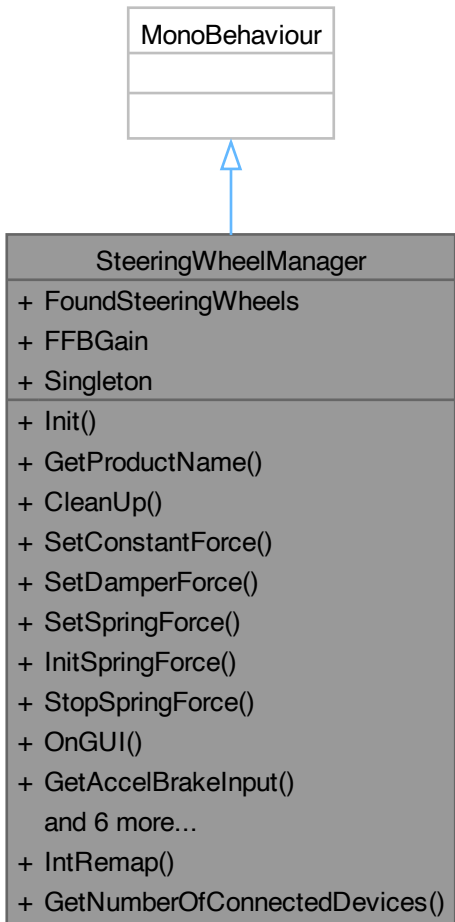 MonoBehaviour
SteeringWheelManager
+ FoundSteeringWheels
+ FFBGain
+ Singleton
+ Init()
+ GetProductName()
+ CleanUp()
+ SetConstantForce()
+ SetDamperForce()
+ SetSpringForce()
+ InitSpringForce()
+ StopSpringForce()
+ OnGUI()
+ GetAccelBrakeInput()
and 6 more...
+ IntRemap()
+ GetNumberOfConnectedDevices()